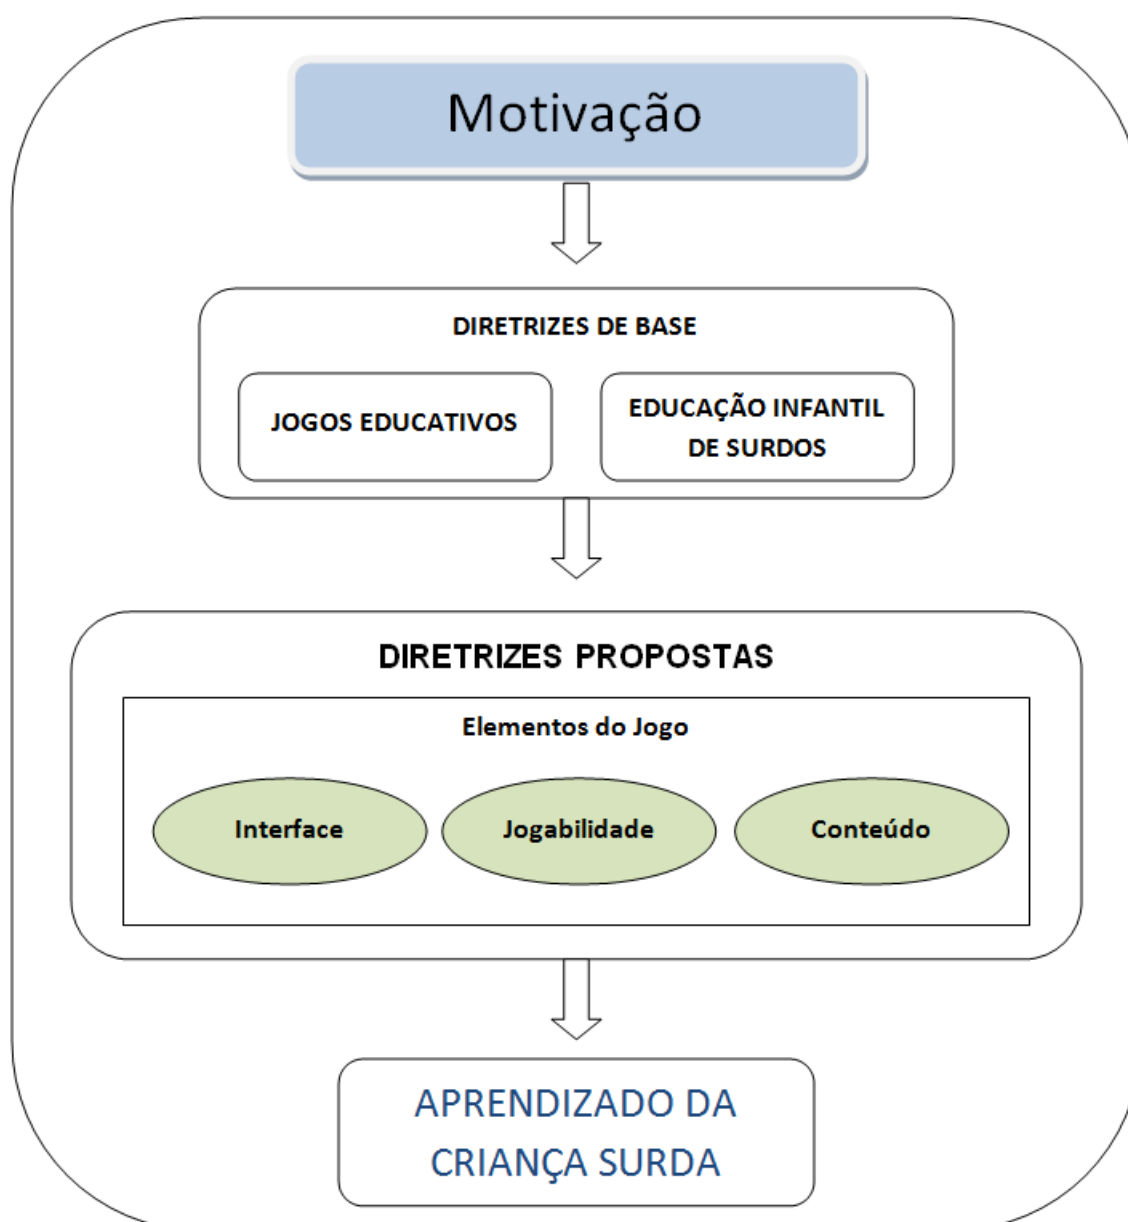 Motivação
DIRETRIZES DE BASE
JOGOS EDUCATIVOS
EDUCAÇÃO INFANTIL
DE SURDOS
DIRETRIZES PROPOSTAS
Elementos do Jogo
Interface
Jogabilidade
Conteúdo
APRENDIZADO DA
CRIANÇA SURDA